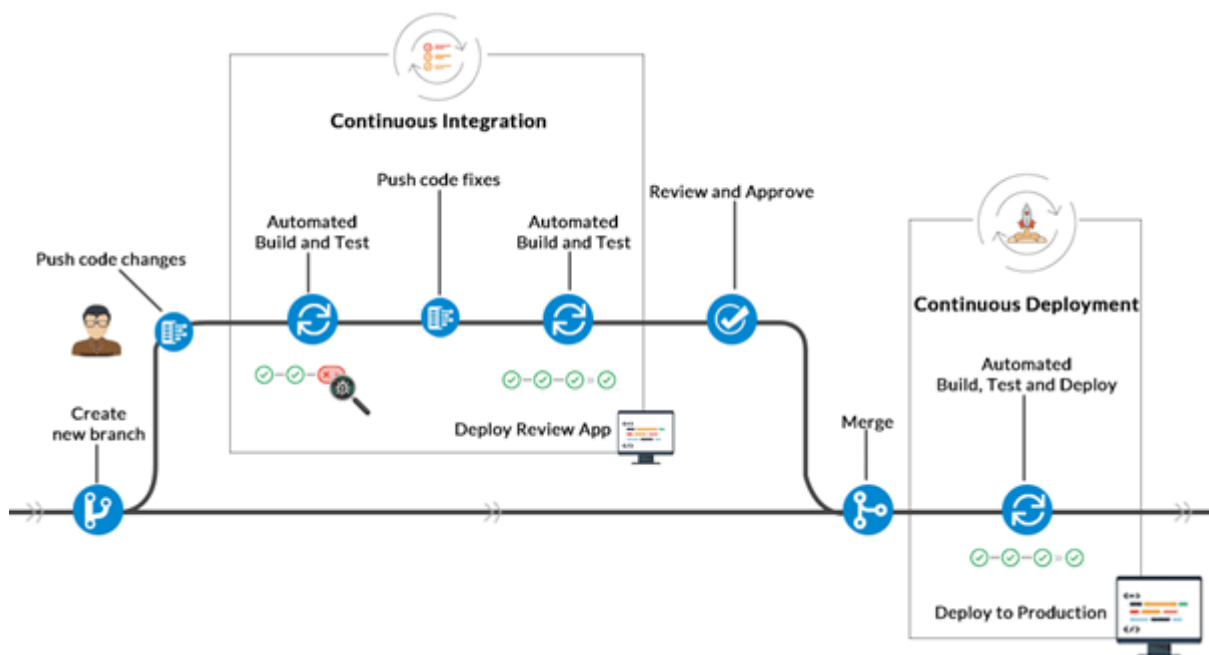 Continuous Integration
Push code fixes
Review and Approve
Automated
Build and Test
Automated
Build and Test
Push code changes
Continuous Deployment
Automated
Build, Test and Deploy
Create
new branch
Deploy Review App
Merge
Deploy to Production